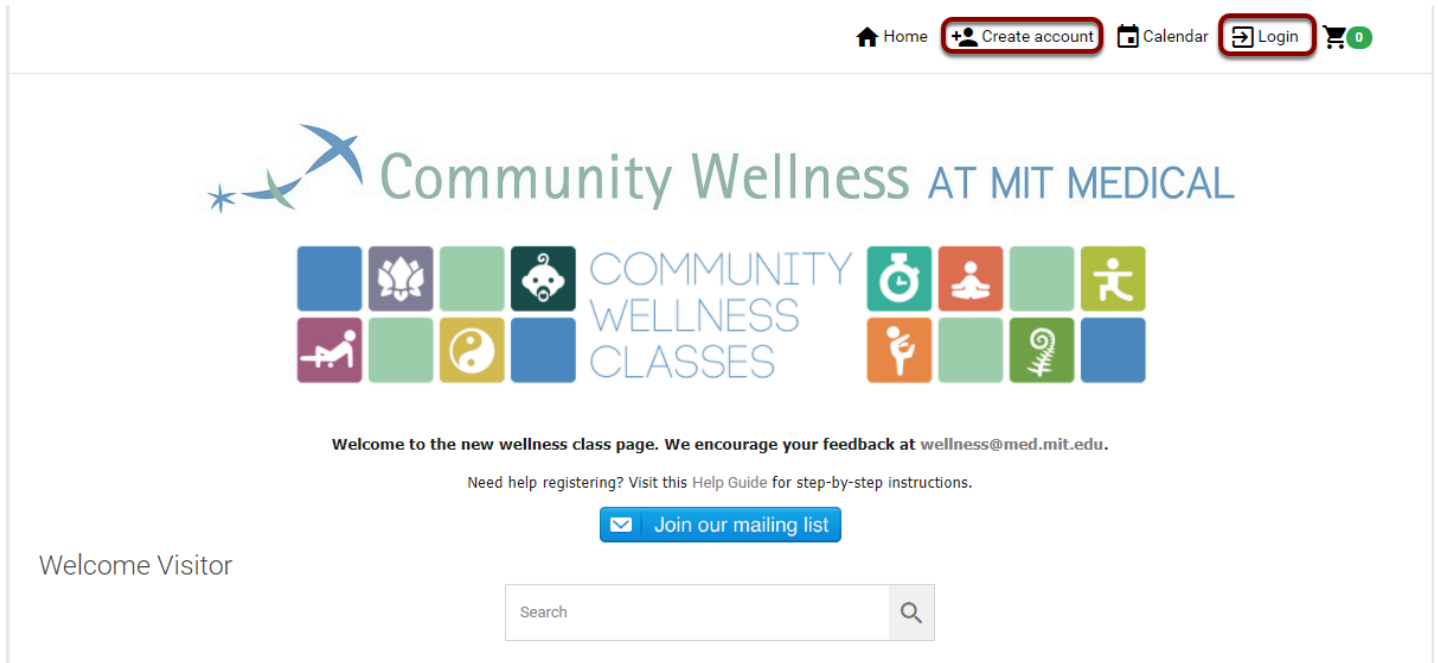 Home Create account Calendar Login 0
Community Wellness AT MIT MEDICAL
COMMUNITY
WELLNESS
CLASSES
Welcome to the new wellness class page. We encourage your feedback at wellness@med.mit.edu.
Need help registering? Visit this Help Guide for step-by-step instructions.
Join our mailing list
Welcome Visitor
Search